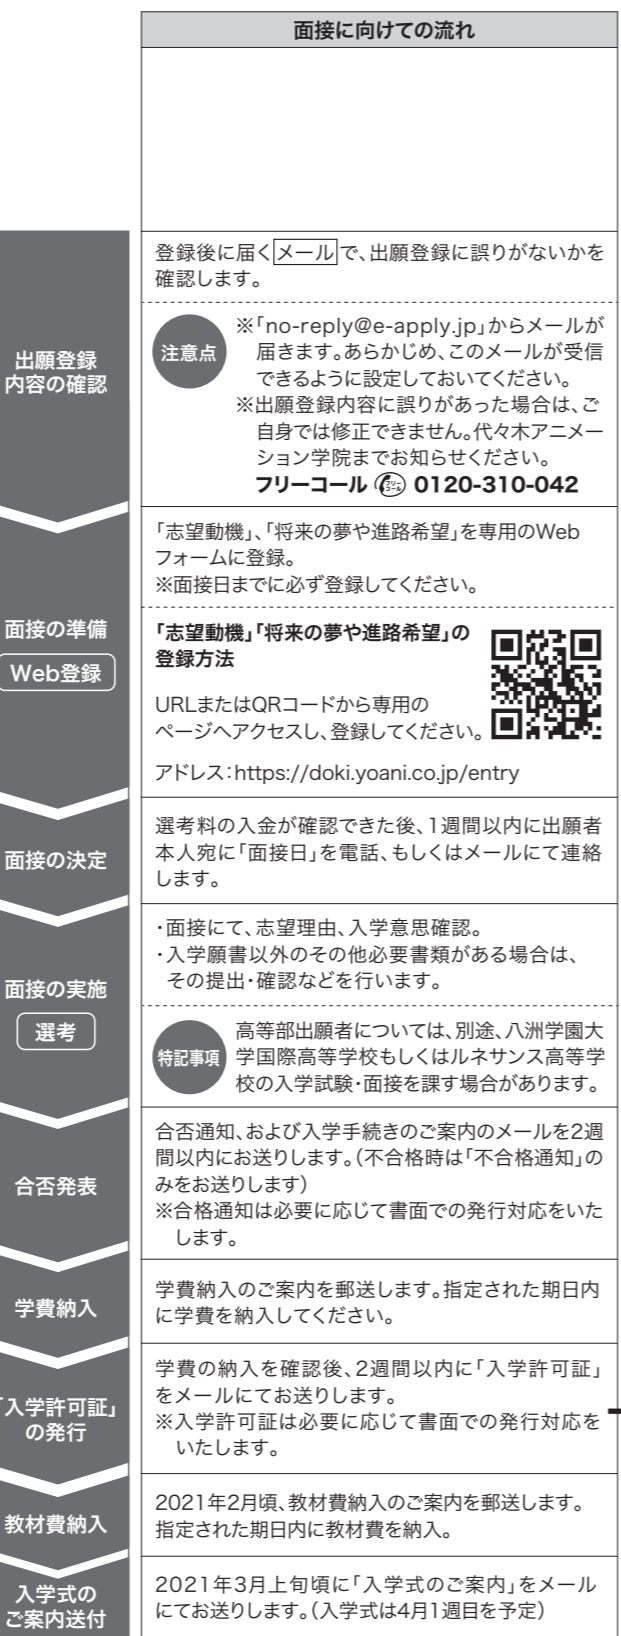 面接に向けての流れ
出願登録
内容の確認
登録後に届くメールで、出願登録に誤りがないかを
確認します。
注意点
※「no-reply@e-apply.jp」からメールが
届きます。あらかじめ、このメールが受信
できるように設定しておいてください。
※出願登録内容に誤りがあった場合は、ご
自身では修正できません。代々木アニメー
ション学院までお知らせください。
フリーコール 0120-310-042
面接の準備
Web登録
「志望動機」、「将来の夢や進路希望」を専用のWeb
フォームに登録。
※面接日までに必ず登録してください。
「志望動機」「将来の夢や進路希望」の
登録方法
URLまたはQRコードから専用の
ページへアクセスし、登録してください。
アドレス：https://doki.yoani.co.jp/entry
面接の決定
選考料の入金が確認できた後、1週間以内に出願者
本人宛に「面接日」を電話、もしくはメールにて連絡
します。
面接の実施
選考
・面接にて、志望理由、入学意思確認。
・入学願書以外のその他必要書類がある場合は、
その提出・確認などを行います。
特記事項
高等部出願者については、別途、八洲学園大
学国際高等学校もしくはルネサンス高等学
校の入学試験・面接を課す場合があります。
合否発表
合否通知、および入学手続きのご案内のメールを2週
間以内にお送りします。（不合格時は「不合格通知」の
みをお送りします）
※合格通知は必要に応じて書面での発行対応をいた
します。
学費納入
学費納入のご案内を郵送します。指定された期日内
に学費を納入してください。
「入学許可証」
の発行
学費の納入を確認後、2週間以内に「入学許可証」
をメールにてお送りします。
※入学許可証は必要に応じて書面での発行対応を
いたします。
教材費納入
2021年2月頃、教材費納入のご案内を郵送します。
指定された期日内に教材費を納入。
入学式の
ご案内送付
2021年3月上旬頃に「入学式のご案内」をメール
にてお送りします。（入学式は4月1週目を予定）